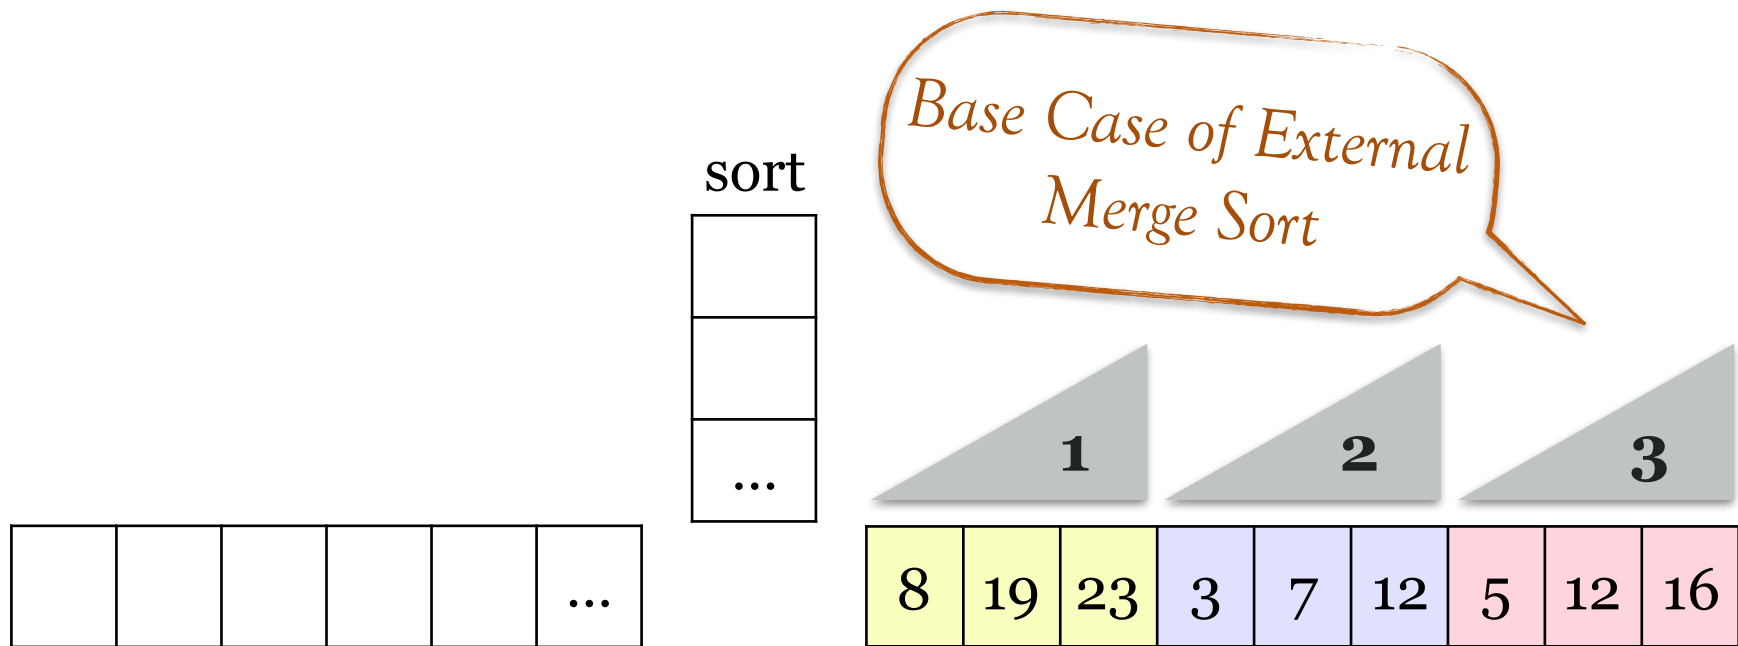 Base Case of External
Merge Sort
sort
...
1 2 3
...
8 19 23 3 7 12 5 12 16